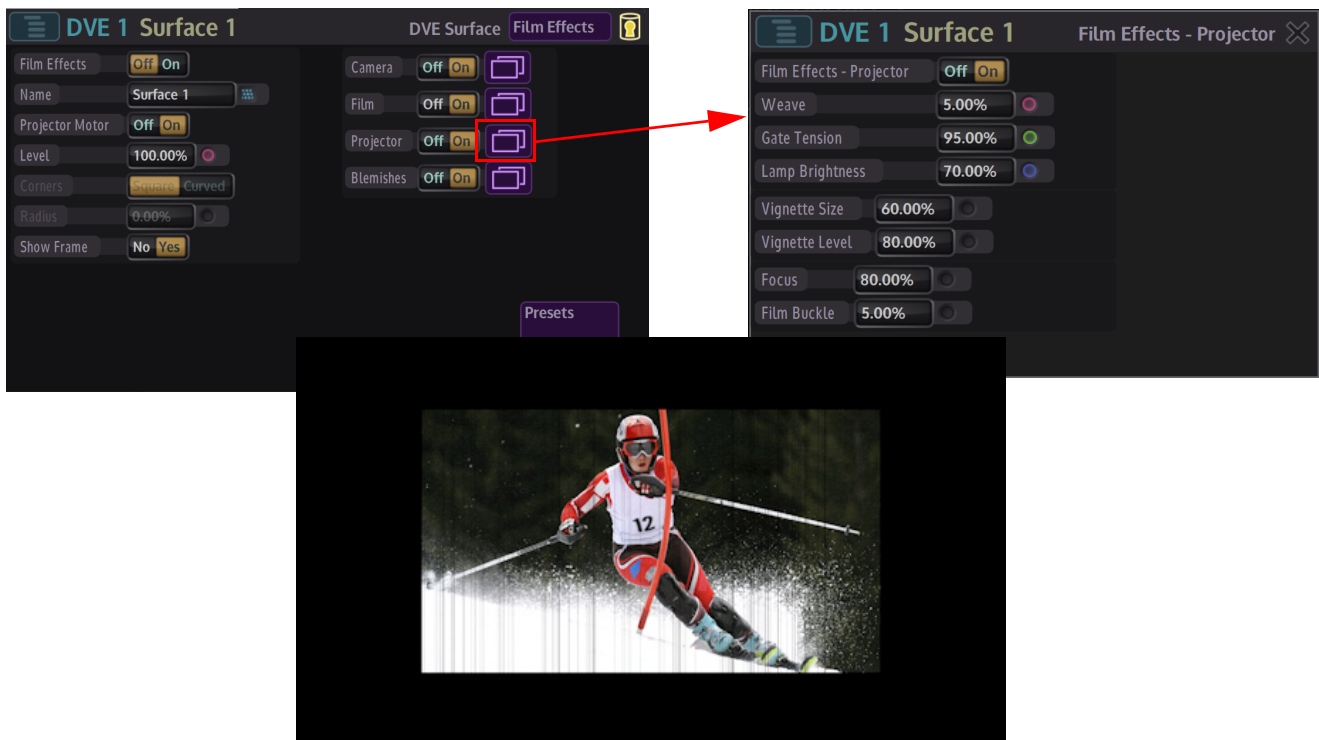 DVE 1 Surface 1
DVE Surface Film Effects
Film Effects Off On
Name Surface 1
Projector Motor Off On
Level 100.00%
Corners Square Curved
Radius 0.00%
Show Frame No Yes
Camera Off On
Film Off On
Projector Off On
Blemishes Off On
Presets
DVE 1 Surface 1
Film Effects - Projector
Film Effects - Projector Off On
Weave 5.00%
Gate Tension 95.00%
Lamp Brightness 70.00%
Vignette Size 60.00%
Vignette Level 80.00%
Focus 80.00%
Film Buckle 5.00%
12